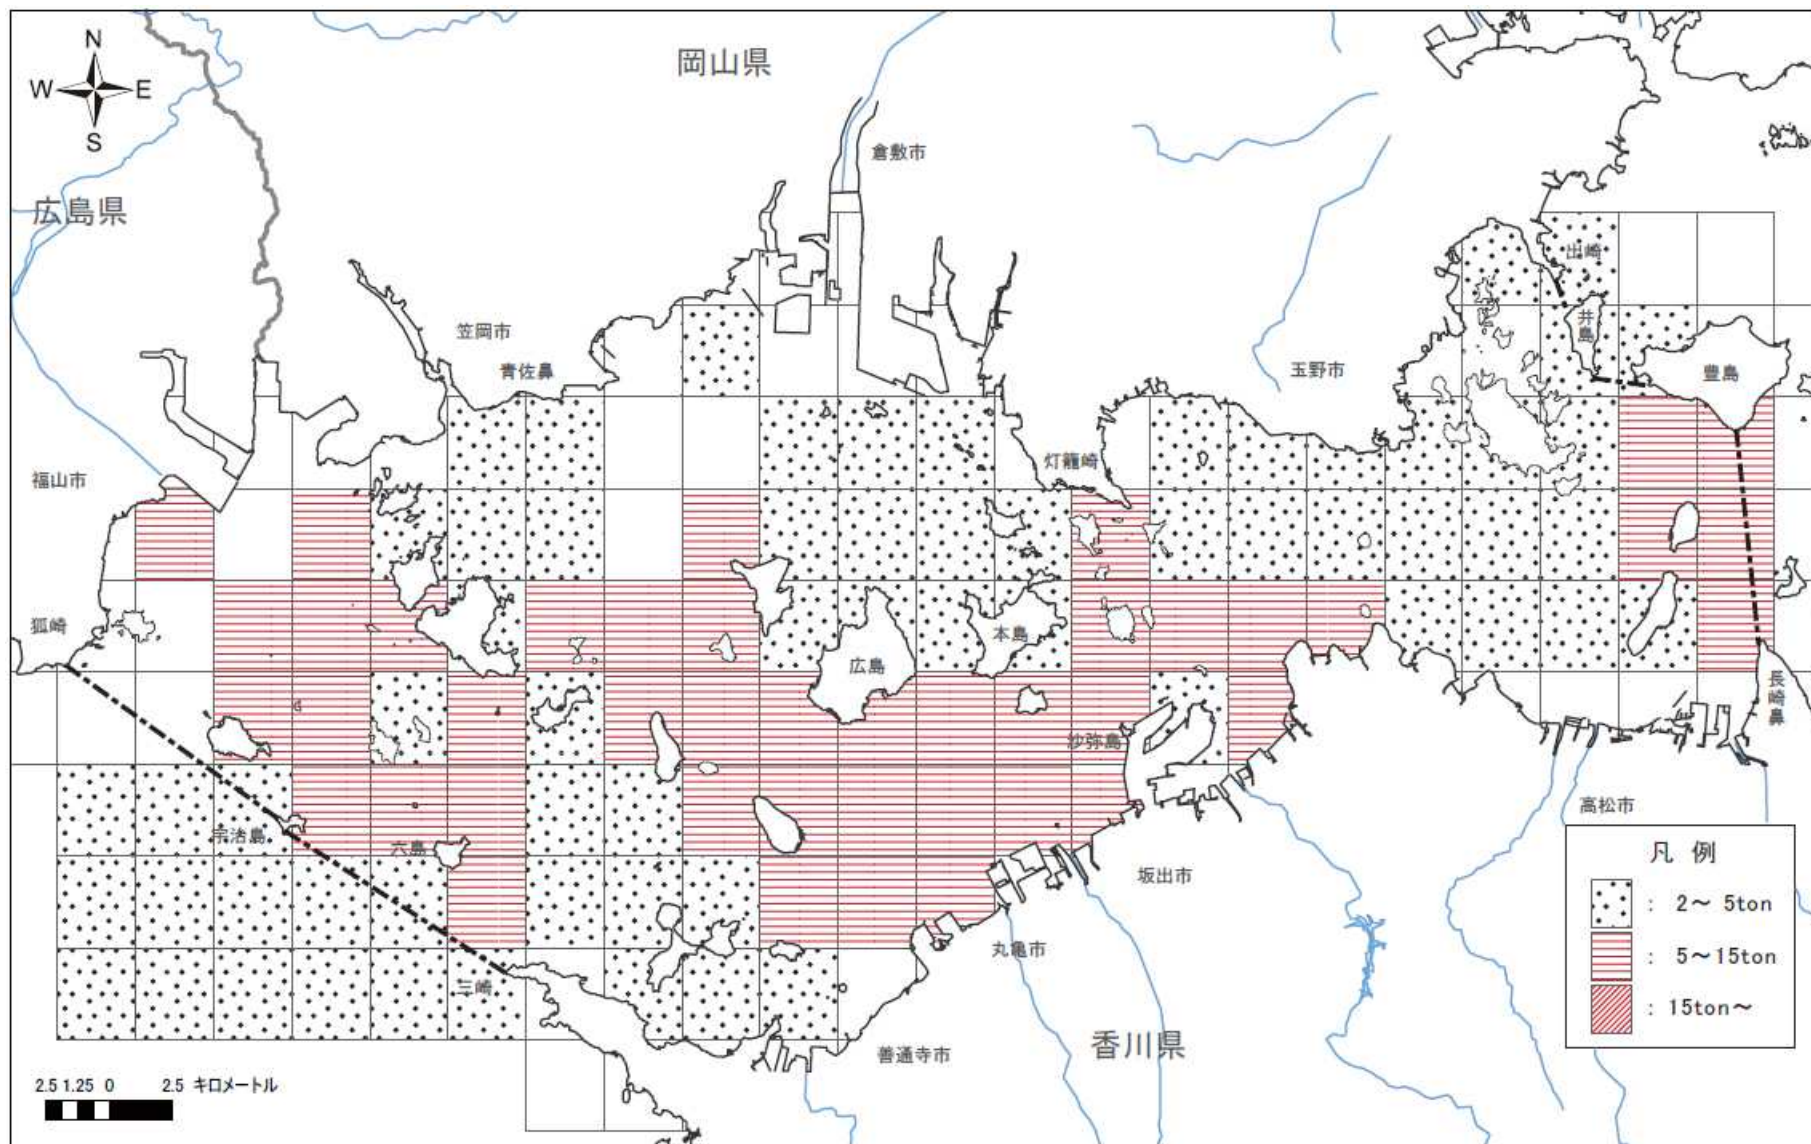 岡山県
N
W E
S
倉敷市
広島県
出崎
井島
笠岡市
青佐鼻
玉野市
豊島
灯籠崎
福山市
狐崎
本島
広島
長崎鼻
沙弥島
高松市
宇治島
六島
坂出市
丸亀市
三崎
香川県
善通寺市
凡 例
: 2～ 5ton
: 5～15ton
: 15ton～
2.5 1.25 0 2.5 キロメートル